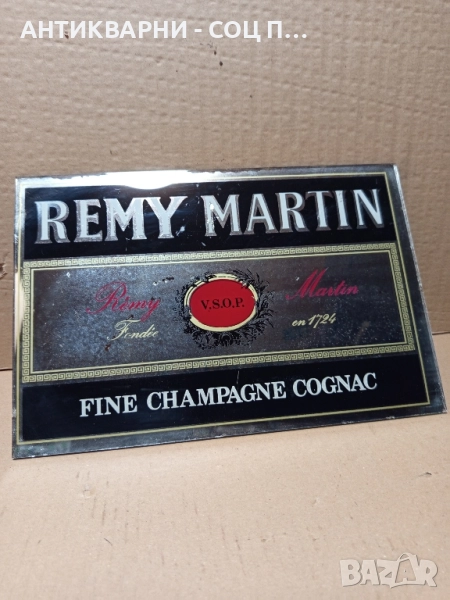 АНТИКВАРНИ - СОЦ П...
REMY MARTIN
Rémy V.S.O.P. Martin
Fondée en 1724
FINE CHAMPAGNE COGNAC
BAZAR